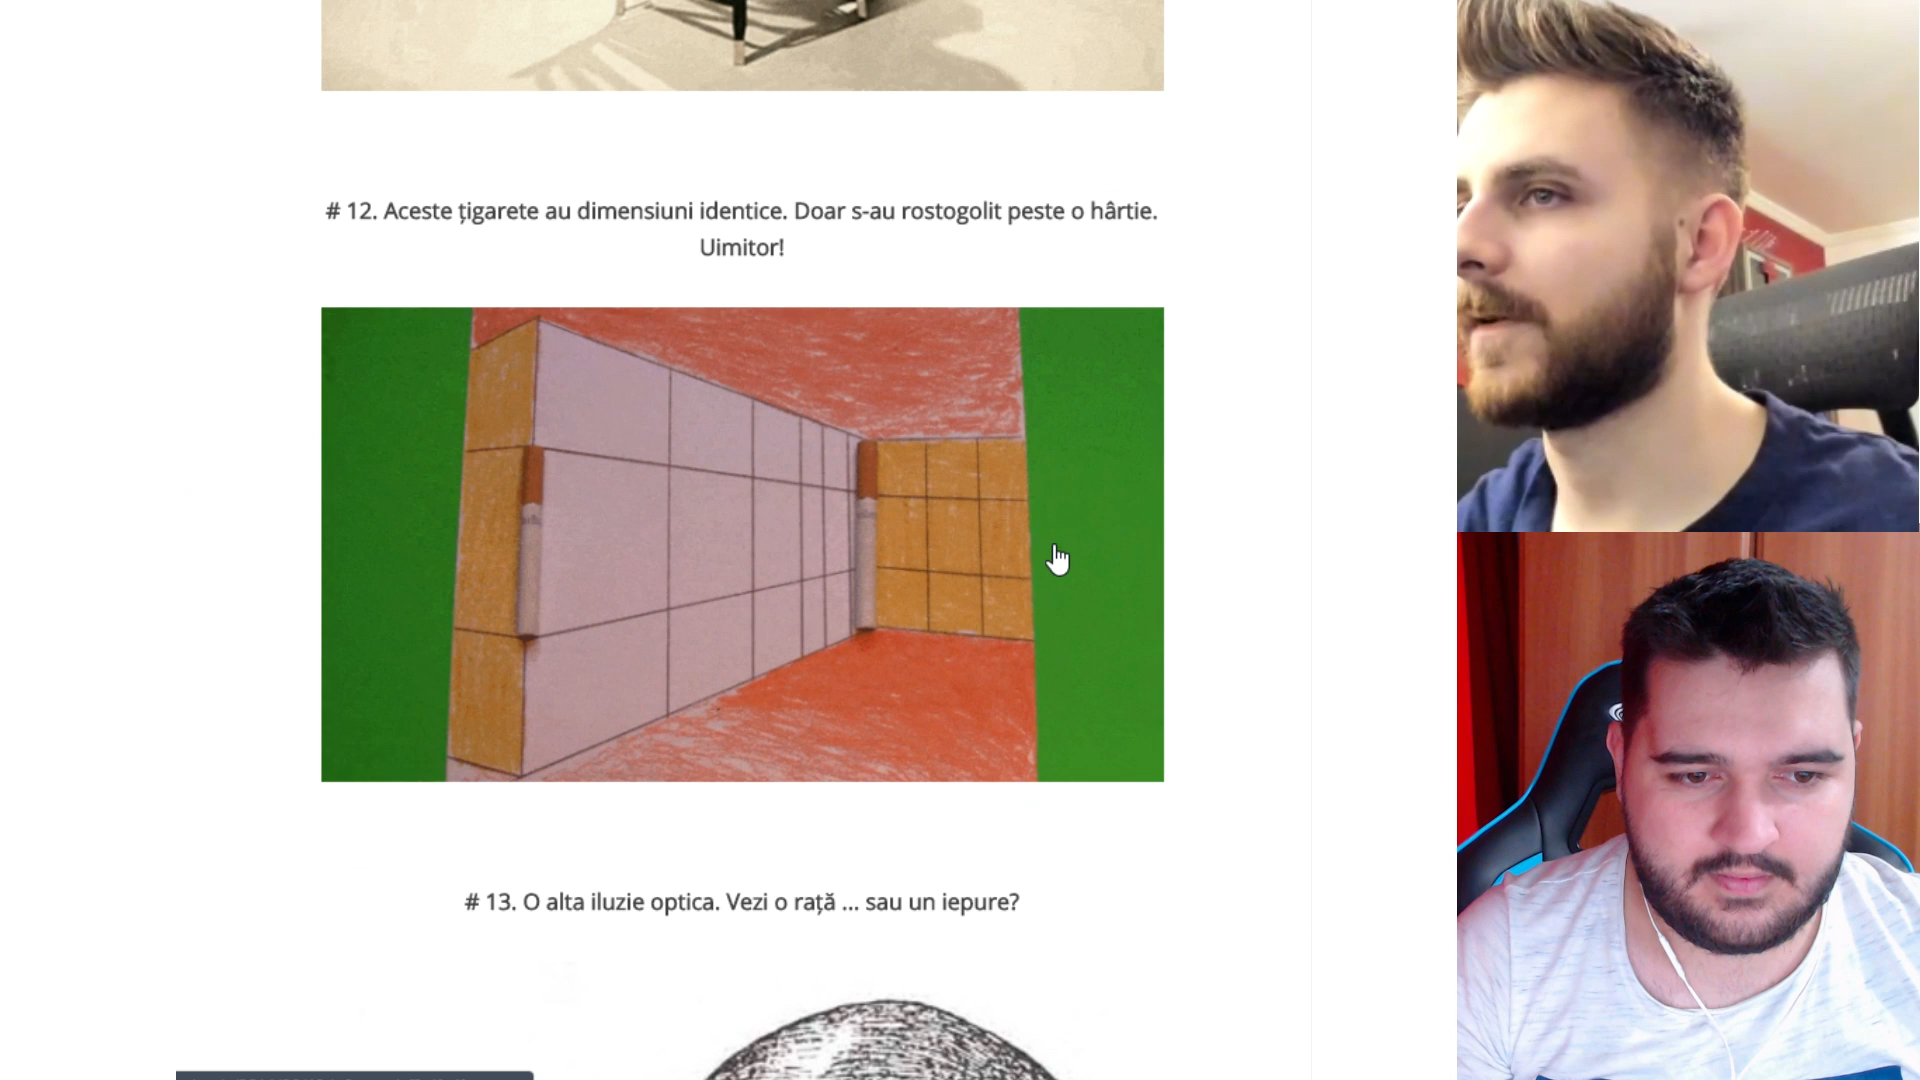 # 12. Aceste țigarete au dimensiuni identice. Doar s-au rostogolit peste o hârtie.
Uimitor!
# 13. O alta iluzie optica. Vezi o rață ... sau un iepure?